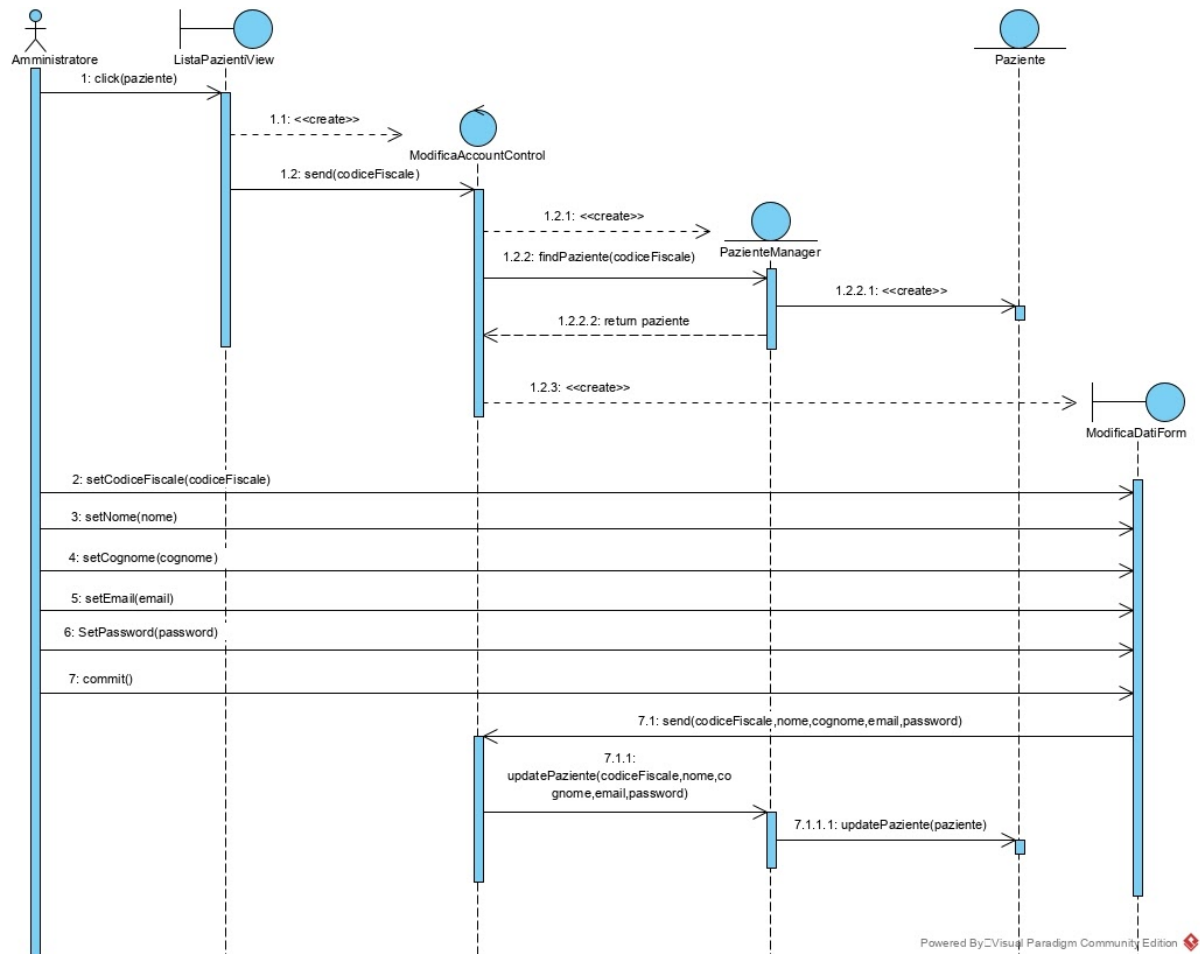 Amministratore
ListaPazientiView
Paziente
1: click(paziente)
1.1: <<create>>
ModificaAccountControl
1.2: send(codiceFiscale)
1.2.1: <<create>>
PazienteManager
1.2.2: findPaziente(codiceFiscale)
1.2.2.1: <<create>>
1.2.2.2: return paziente
1.2.3: <<create>>
ModificaDatiForm
2: setCodiceFiscale(codiceFiscale)
3: setNome(nome)
4: setCognome(cognome)
5: setEmail(email)
6: SetPassword(password)
7: commit()
7.1: send(codiceFiscale,nome,cognome,email,password)
7.1.1:
updatePaziente(codiceFiscale,nome,co
gnome,email,password)
7.1.1.1: updatePaziente(paziente)
Powered By Visual Paradigm Community Edition